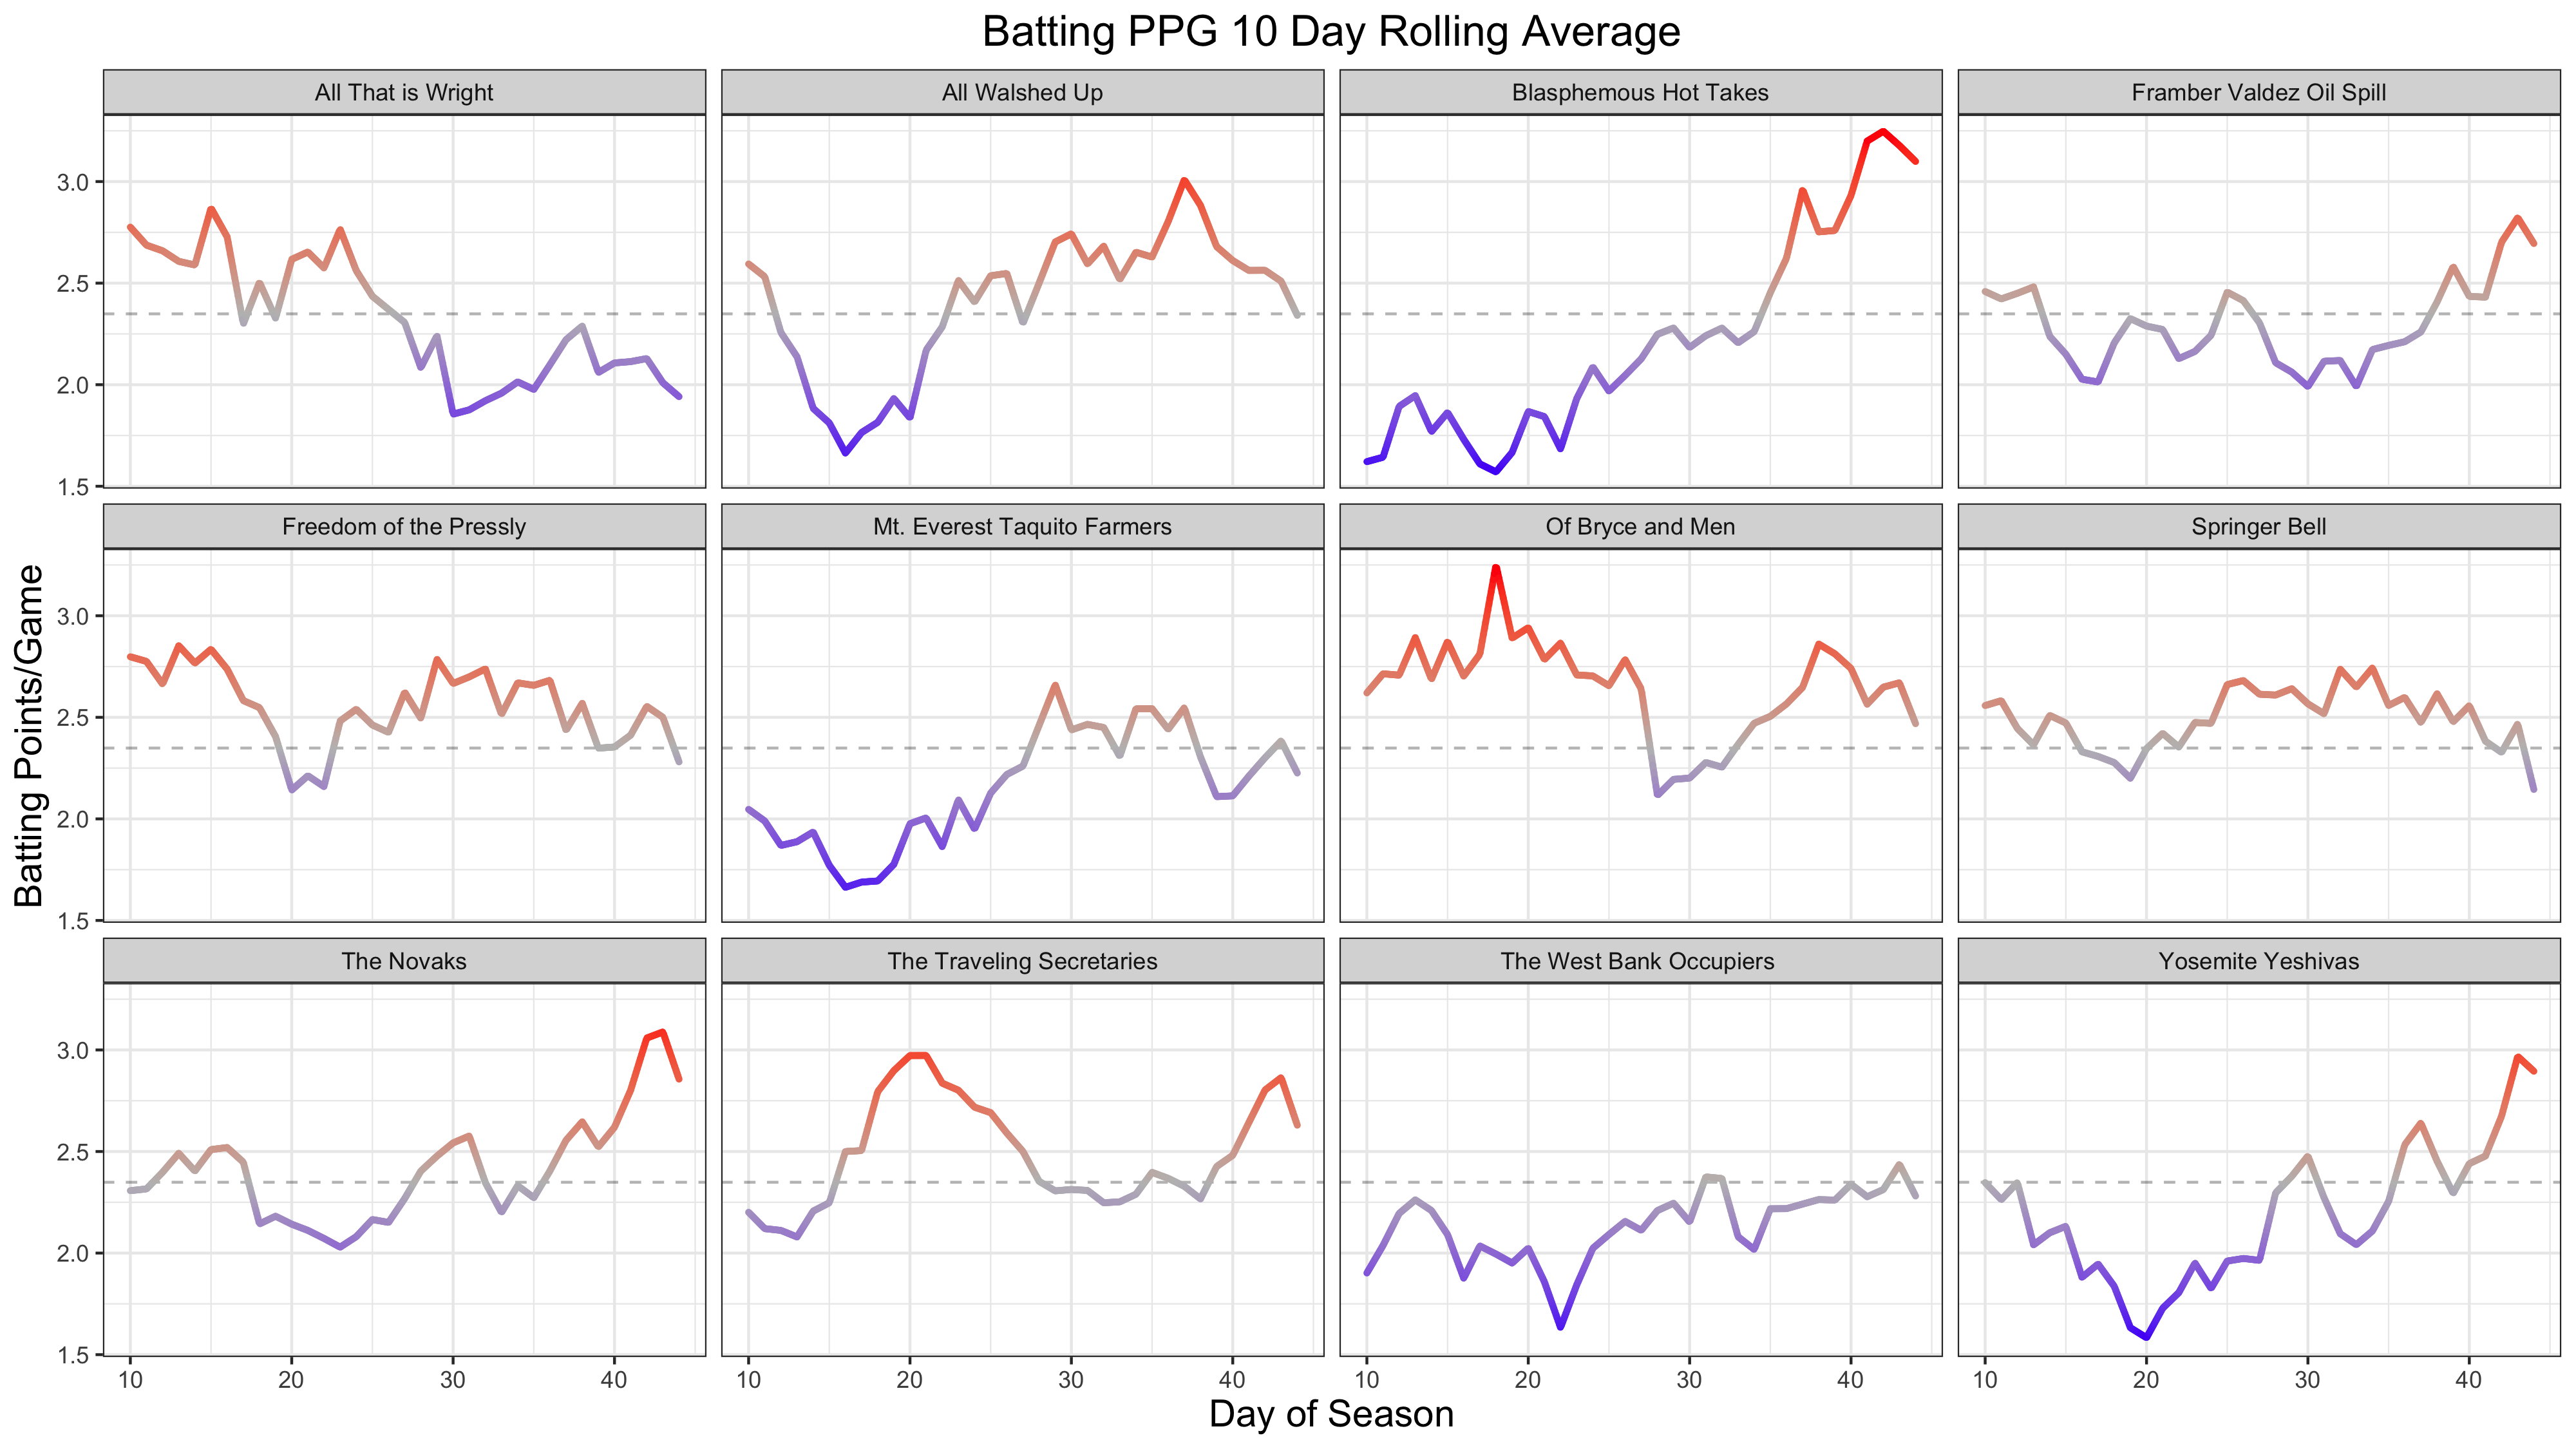 Batting PPG 10 Day Rolling Average
All That is Wright
All Walshed Up
Blasphemous Hot Takes
Framber Valdez Oil Spill
3.0
2.5
2.0
1.5
Freedom of the Pressly
Mt. Everest Taquito Farmers
Of Bryce and Men
Springer Bell
3.0
2.5
2.0
1.5
Batting Points/Game
The Novaks
The Traveling Secretaries
The West Bank Occupiers
Yosemite Yeshivas
3.0
2.5
2.0
1.5
10 20 30 40 10 20 30 40 10 20 30 40 10 20 30 40
Day of Season